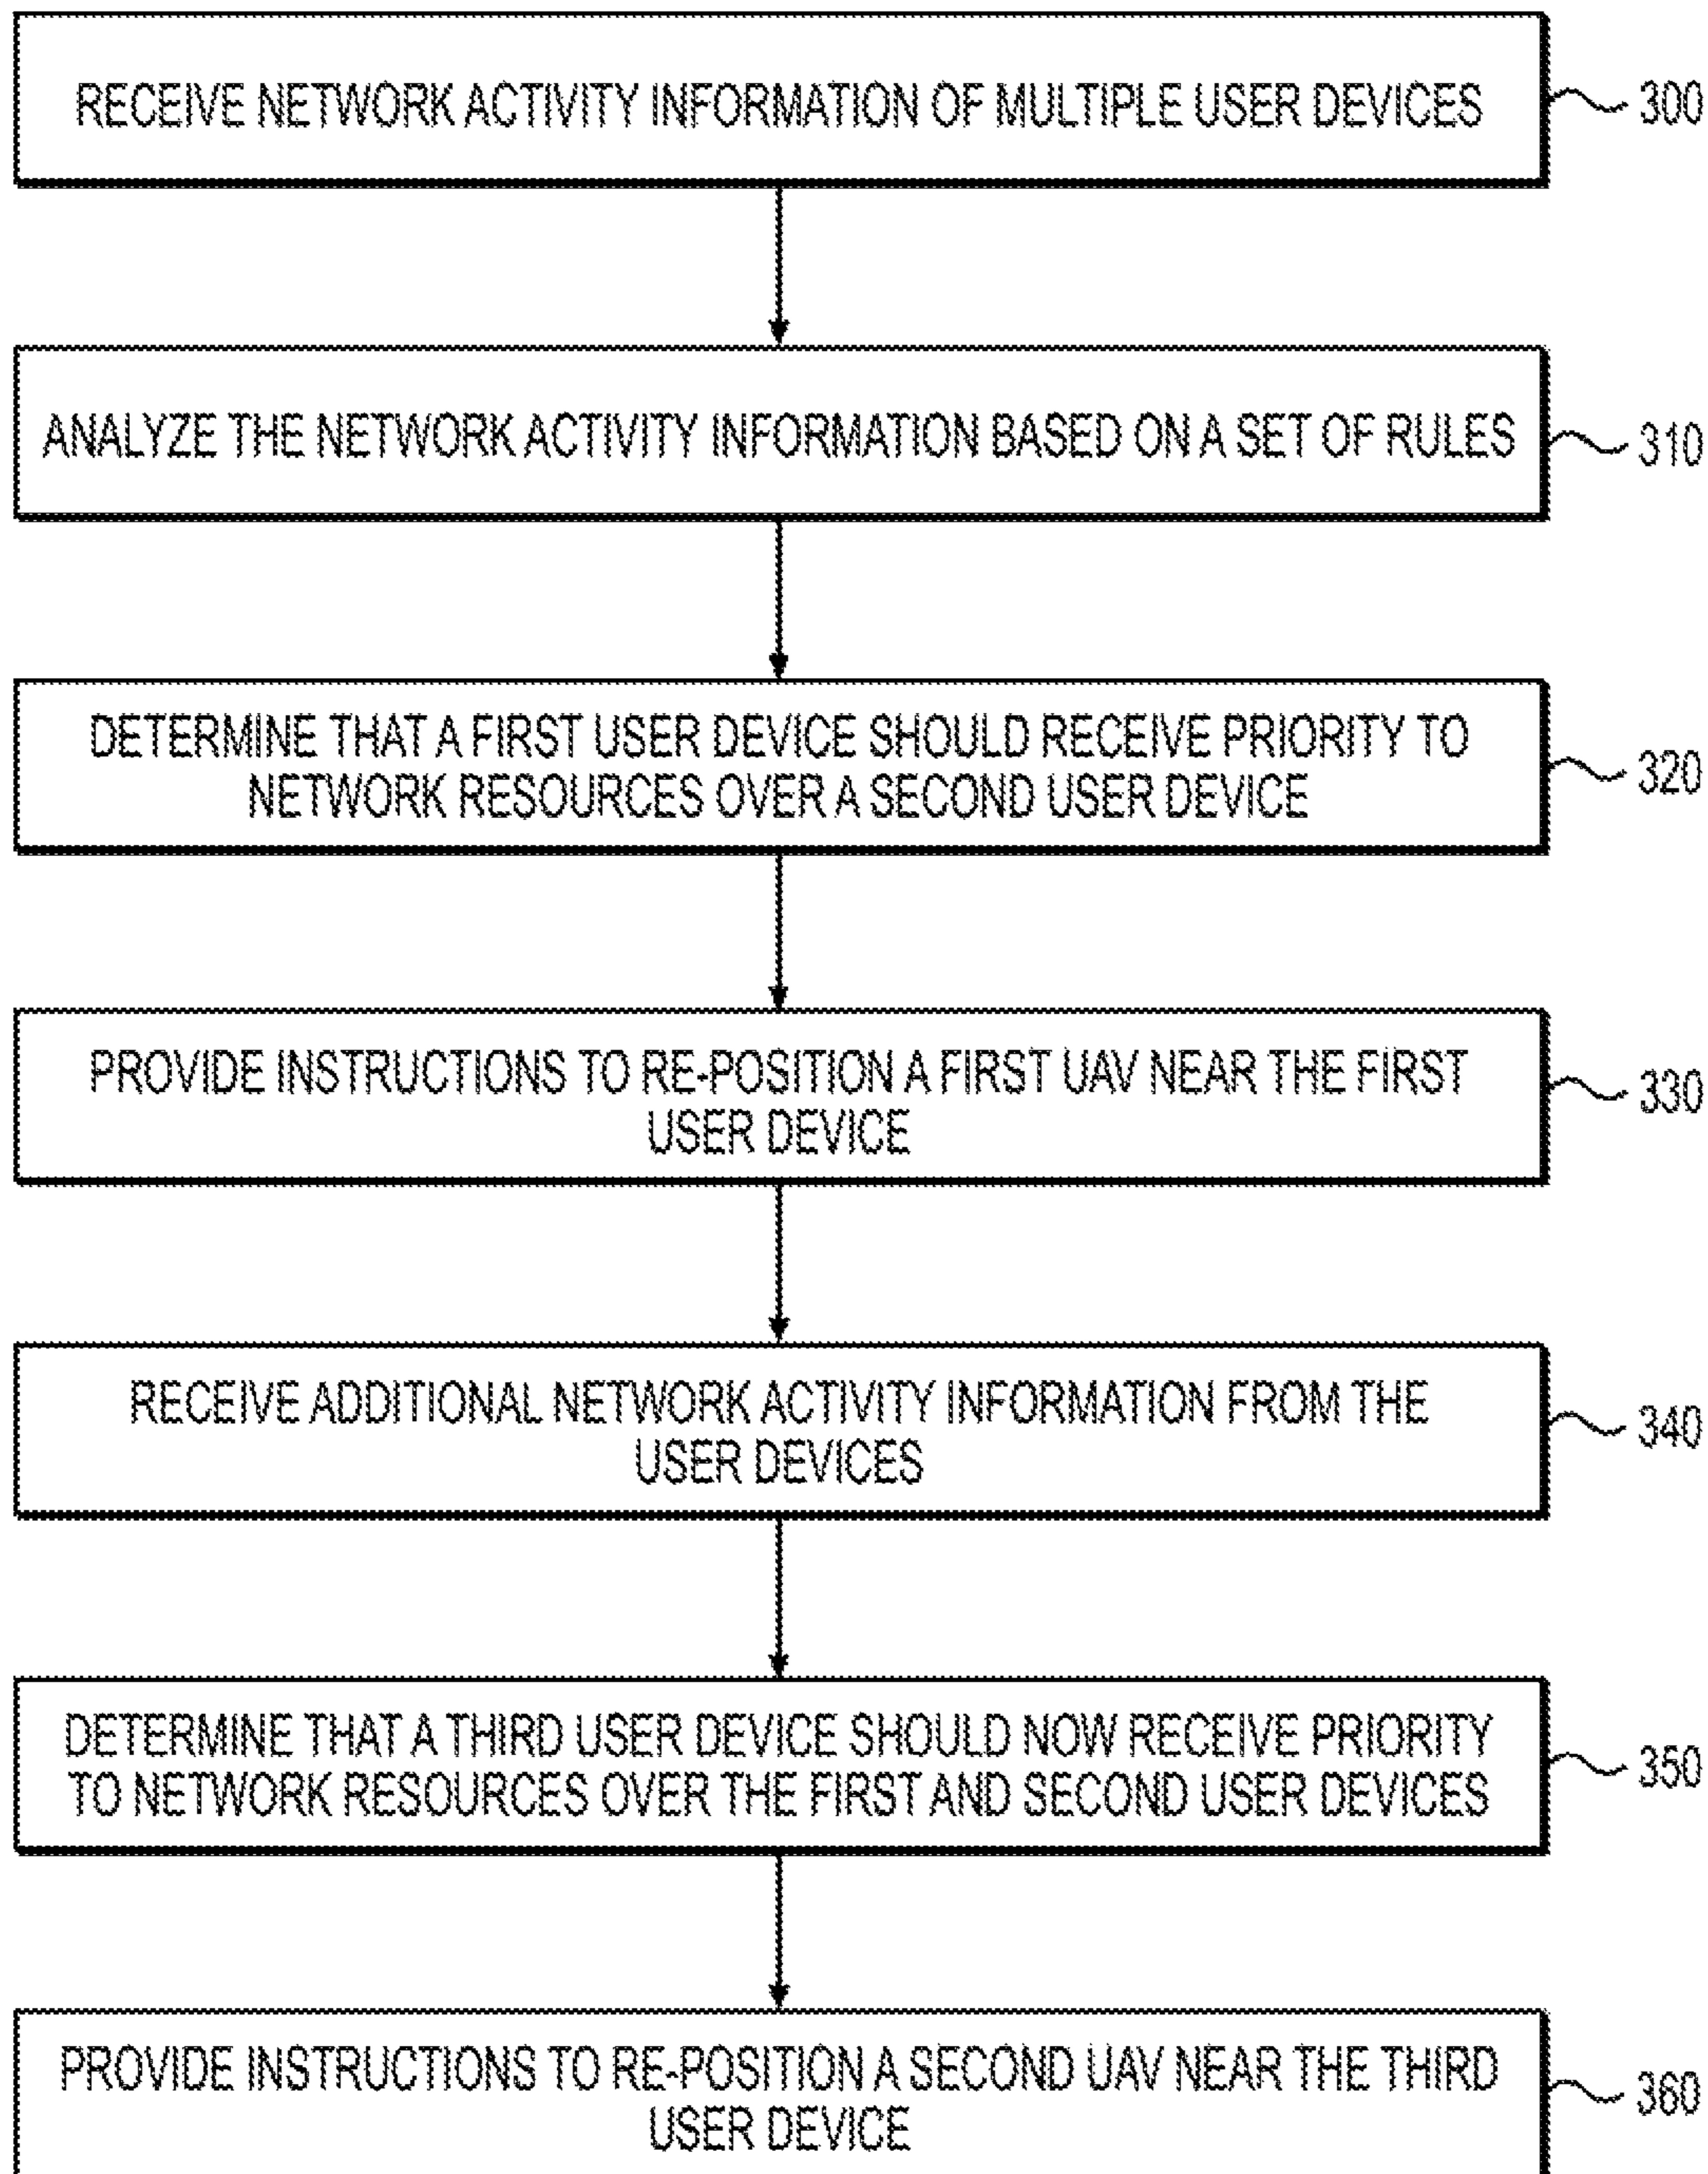 RECEIVE NETWORK ACTIVITY INFORMATION OF MULTIPLE USER DEVICES
300
ANALYZE THE NETWORK ACTIVITY INFORMATION BASED ON A SET OF RULES
310
DETERMINE THAT A FIRST USER DEVICE SHOULD RECEIVE PRIORITY TO
NETWORK RESOURCES OVER A SECOND USER DEVICE
320
PROVIDE INSTRUCTIONS TO RE-POSITION A FIRST UAV NEAR THE FIRST
USER DEVICE
330
RECEIVE ADDITIONAL NETWORK ACTIVITY INFORMATION FROM THE
USER DEVICES
340
DETERMINE THAT A THIRD USER DEVICE SHOULD NOW RECEIVE PRIORITY
TO NETWORK RESOURCES OVER THE FIRST AND SECOND USER DEVICES
350
PROVIDE INSTRUCTIONS TO RE-POSITION A SECOND UAV NEAR THE THIRD
USER DEVICE
360